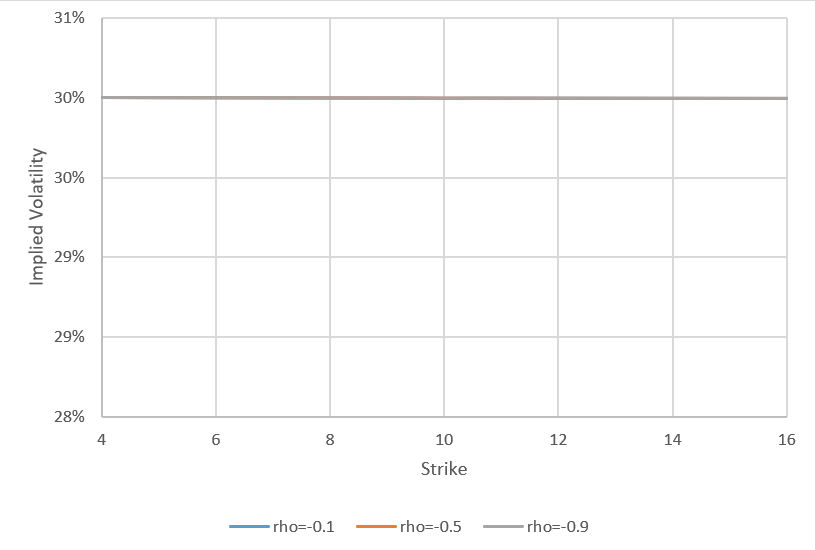 31%
30%
30%
29%
29%
28%
Implied Volatility
4 6 8 10 12 14 16
Strike
rho=-0.1 rho=-0.5 rho=-0.9